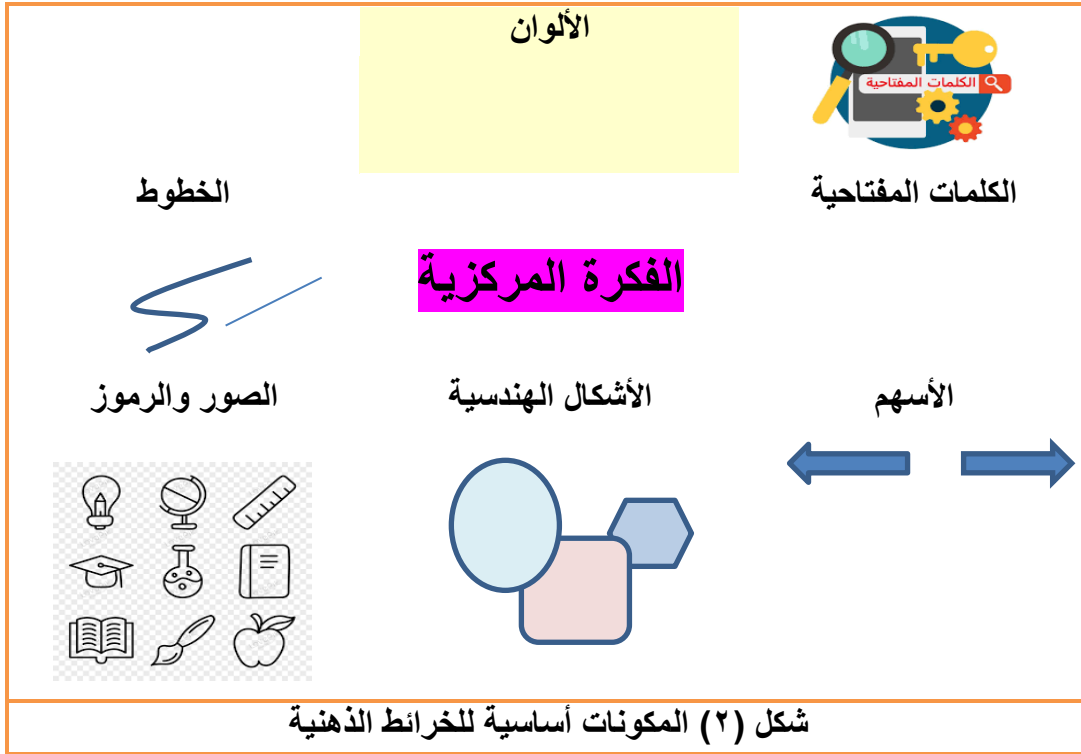 الألوان
الكلمات المفتاحية
الكلمات المفتاحية
الخطوط
الفكرة المركزية
الأسهم
الأشكال الهندسية
الصور والرموز
شكل (٢) المكونات أساسية للخرائط الذهنية